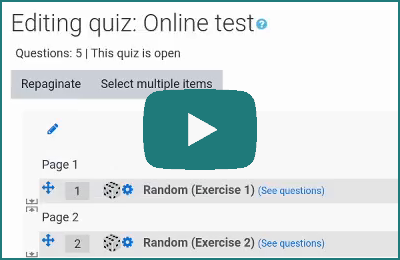 Editing quiz: Online test
Questions: 5 | This quiz is open
Repaginate Select multiple items
Page 1
1 Random (Exercise 1) (See questions)
Page 2
2 Random (Exercise 2) (See questions)